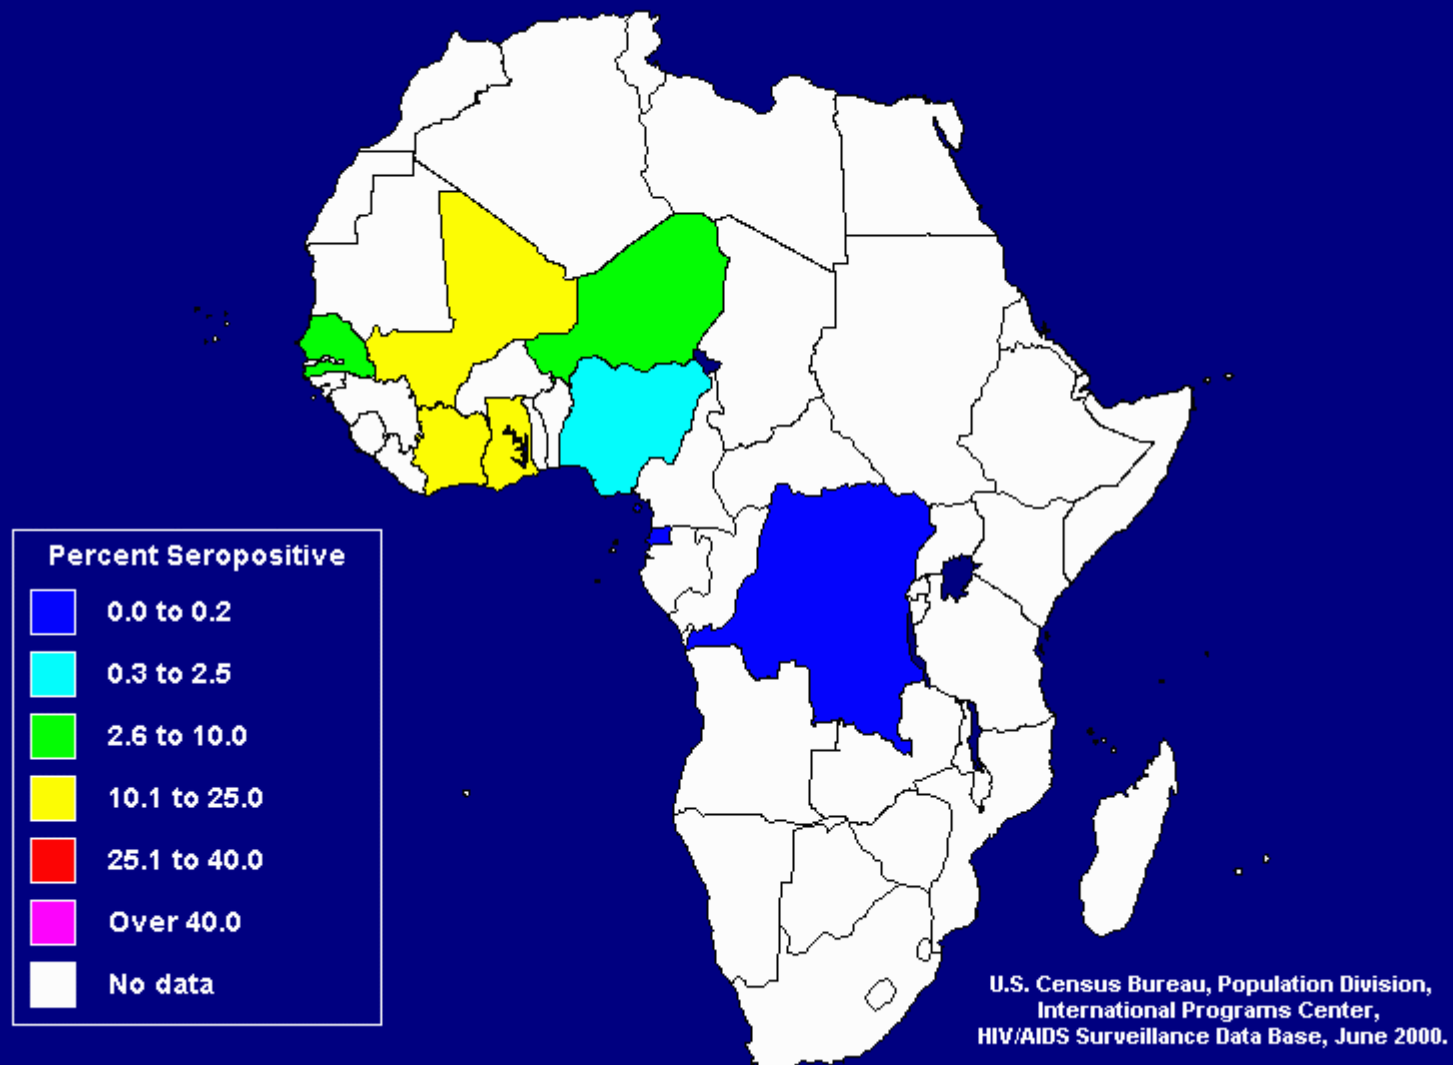 Percent Seropositive
0.0 to 0.2
0.3 to 2.5
2.6 to 10.0
10.1 to 25.0
25.1 to 40.0
Over 40.0
No data
U.S. Census Bureau, Population Division,
International Programs Center,
HIV/AIDS Surveillance Data Base, June 2000.